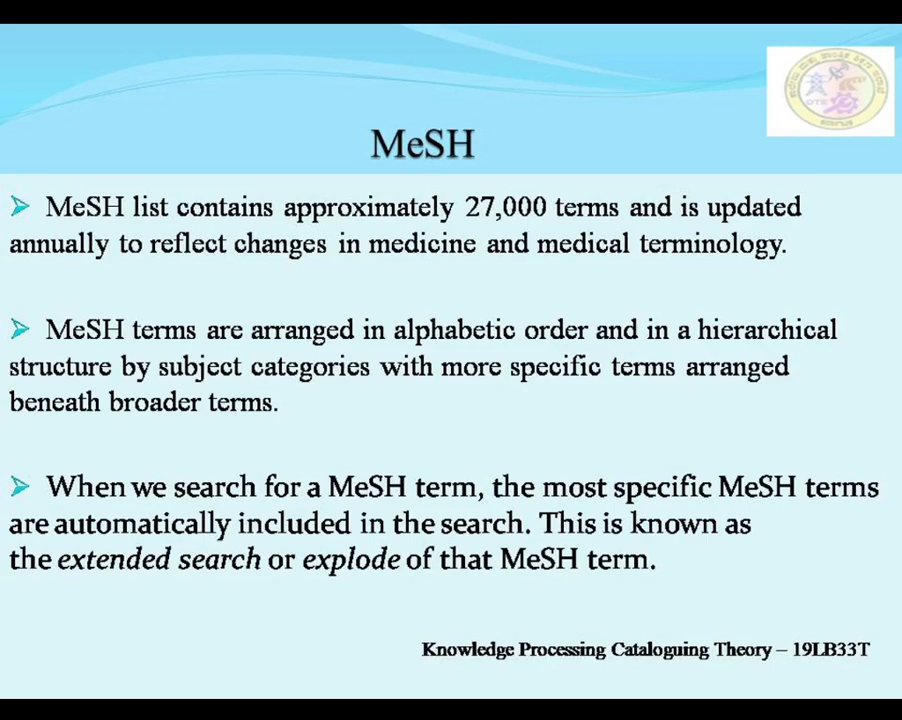 MeSH
➢ MeSH list contains approximately 27,000 terms and is updated
annually to reflect changes in medicine and medical terminology.
➢ MeSH terms are arranged in alphabetic order and in a hierarchical
structure by subject categories with more specific terms arranged
beneath broader terms.
➢ When we search for a MeSH term, the most specific MeSH terms
are automatically included in the search. This is known as
the extended search or explode of that MeSH term.
Knowledge Processing Cataloguing Theory – 19LB33T